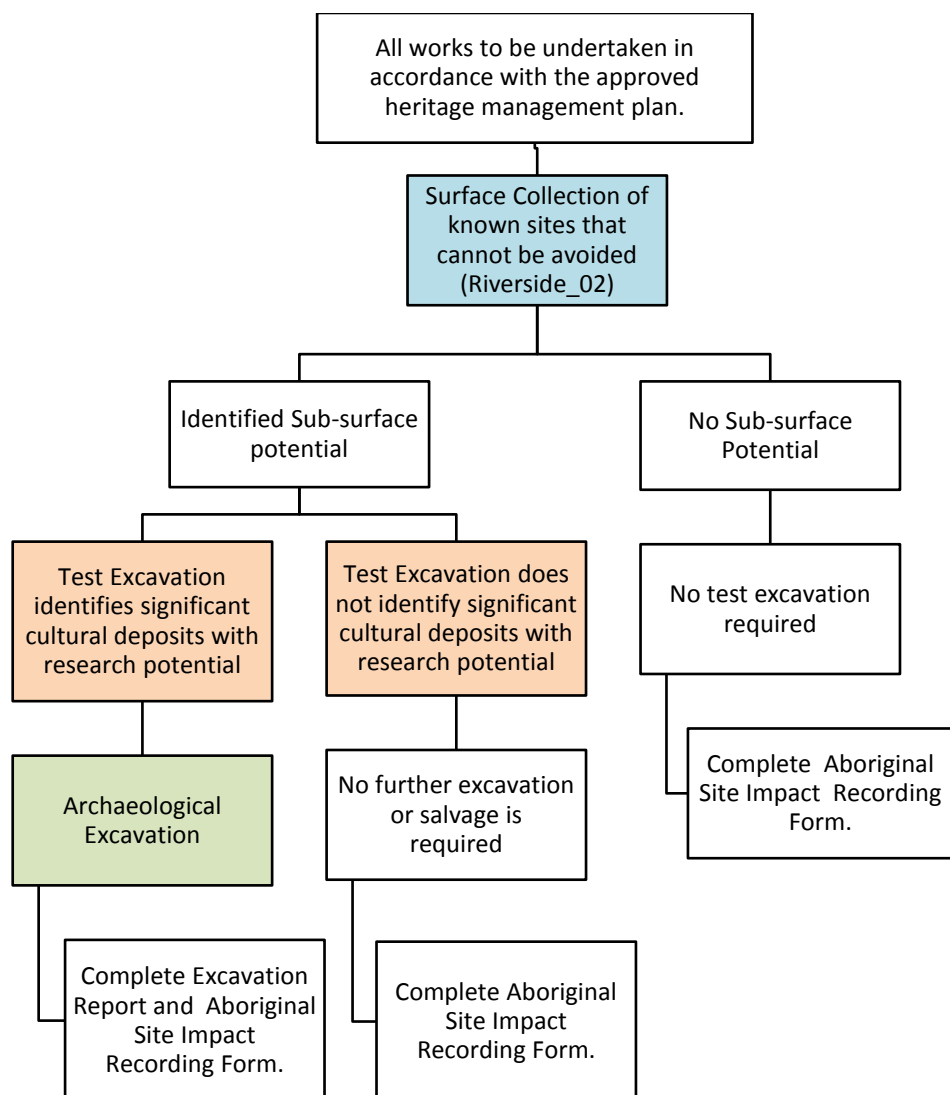 All works to be undertaken in
accordance with the approved
heritage management plan.
Surface Collection of
known sites that
cannot be avoided
(Riverside_02)
Identified Sub-surface
potential
No Sub-surface
Potential
Test Excavation
identifies significant
cultural deposits with
research potential
Test Excavation does
not identify significant
cultural deposits with
research potential
No test excavation
required
Archaeological
Excavation
No further excavation
or salvage is
required
Complete  Aboriginal
Site Impact  Recording
Form.
Complete Excavation
Report and  Aboriginal
Site Impact
Recording Form.
Complete Aboriginal
Site Impact
Recording Form.